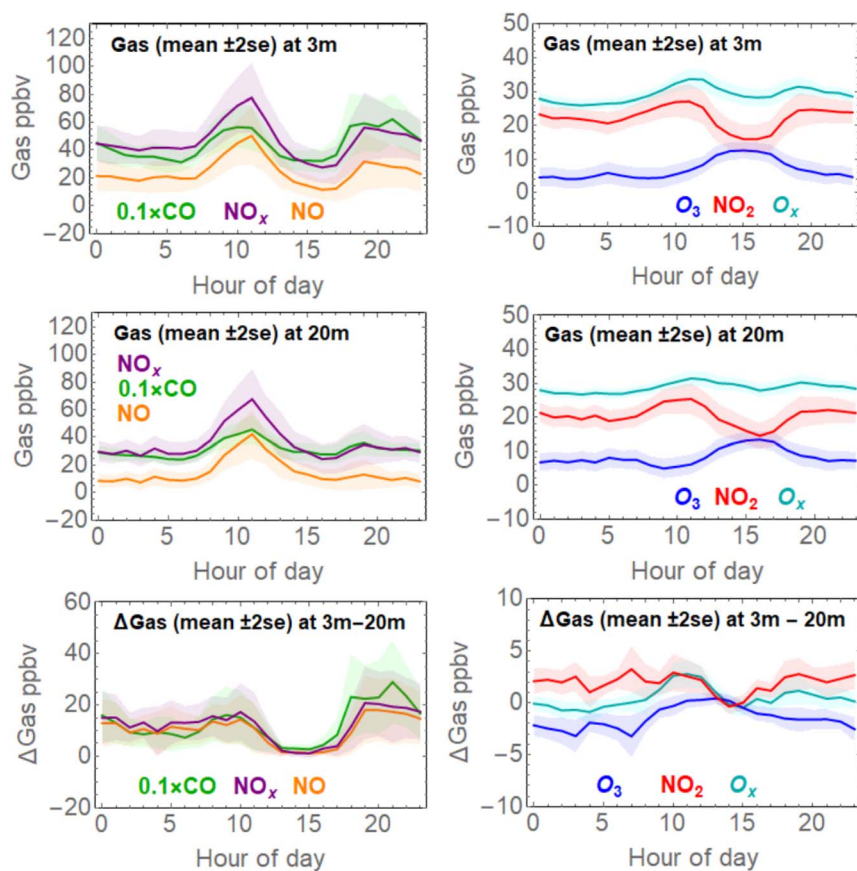 Gas (mean ±2se) at 3m
Gas ppbv
120
100
80
60
40
20
0
−20
0.1×CO NOx NO
0 5 10 15 20
Hour of day
Gas (mean ±2se) at 3m
Gas ppbv
50
40
30
20
10
0
−10
O3 NO2 Ox
0 5 10 15 20
Hour of day
Gas (mean ±2se) at 20m
Gas ppbv
120
100
80
60
40
20
0
−20
NOx
0.1×CO
NO
0 5 10 15 20
Hour of day
Gas (mean ±2se) at 20m
Gas ppbv
50
40
30
20
10
0
−10
O3 NO2 Ox
0 5 10 15 20
Hour of day
ΔGas (mean ±2se) at 3m−20m
ΔGas ppbv
60
40
20
0
−20
0.1×CO NOx NO
0 5 10 15 20
Hour of day
ΔGas (mean ±2se) at 3m − 20m
ΔGas ppbv
10
5
0
−5
−10
O3 NO2 Ox
0 5 10 15 20
Hour of day